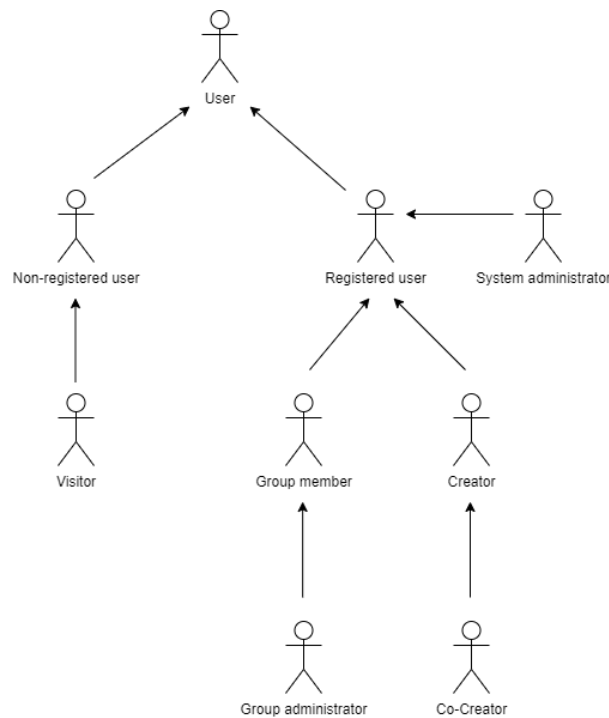 User
Non-registered user
Registered user
System administrator
Visitor
Group member
Creator
Group administrator
Co-Creator